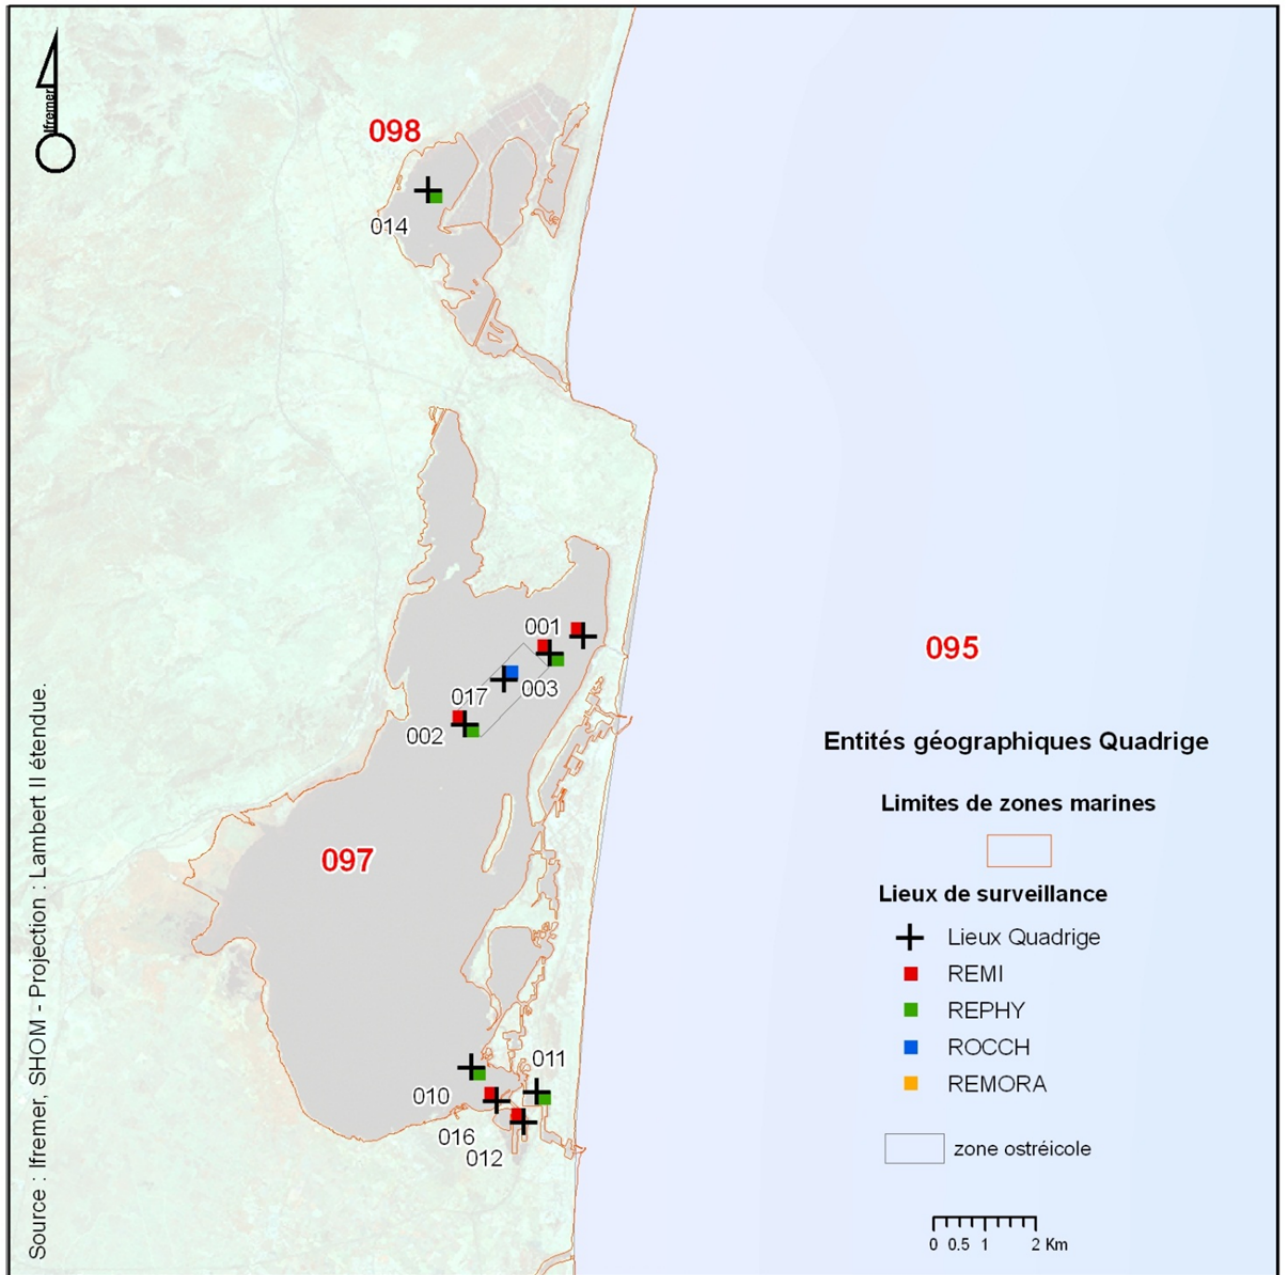 Ifremer
098
014
001
003
017
002
095
097
011
010
016
012
Entités géographiques Quadrige
Limites de zones marines
Lieux de surveillance
Lieux Quadrige
REMI
REPHY
ROCCH
REMORA
zone ostréicole
0 0.5 1 2 Km
Source : Ifremer, SHOM - Projection : Lambert II étendue.